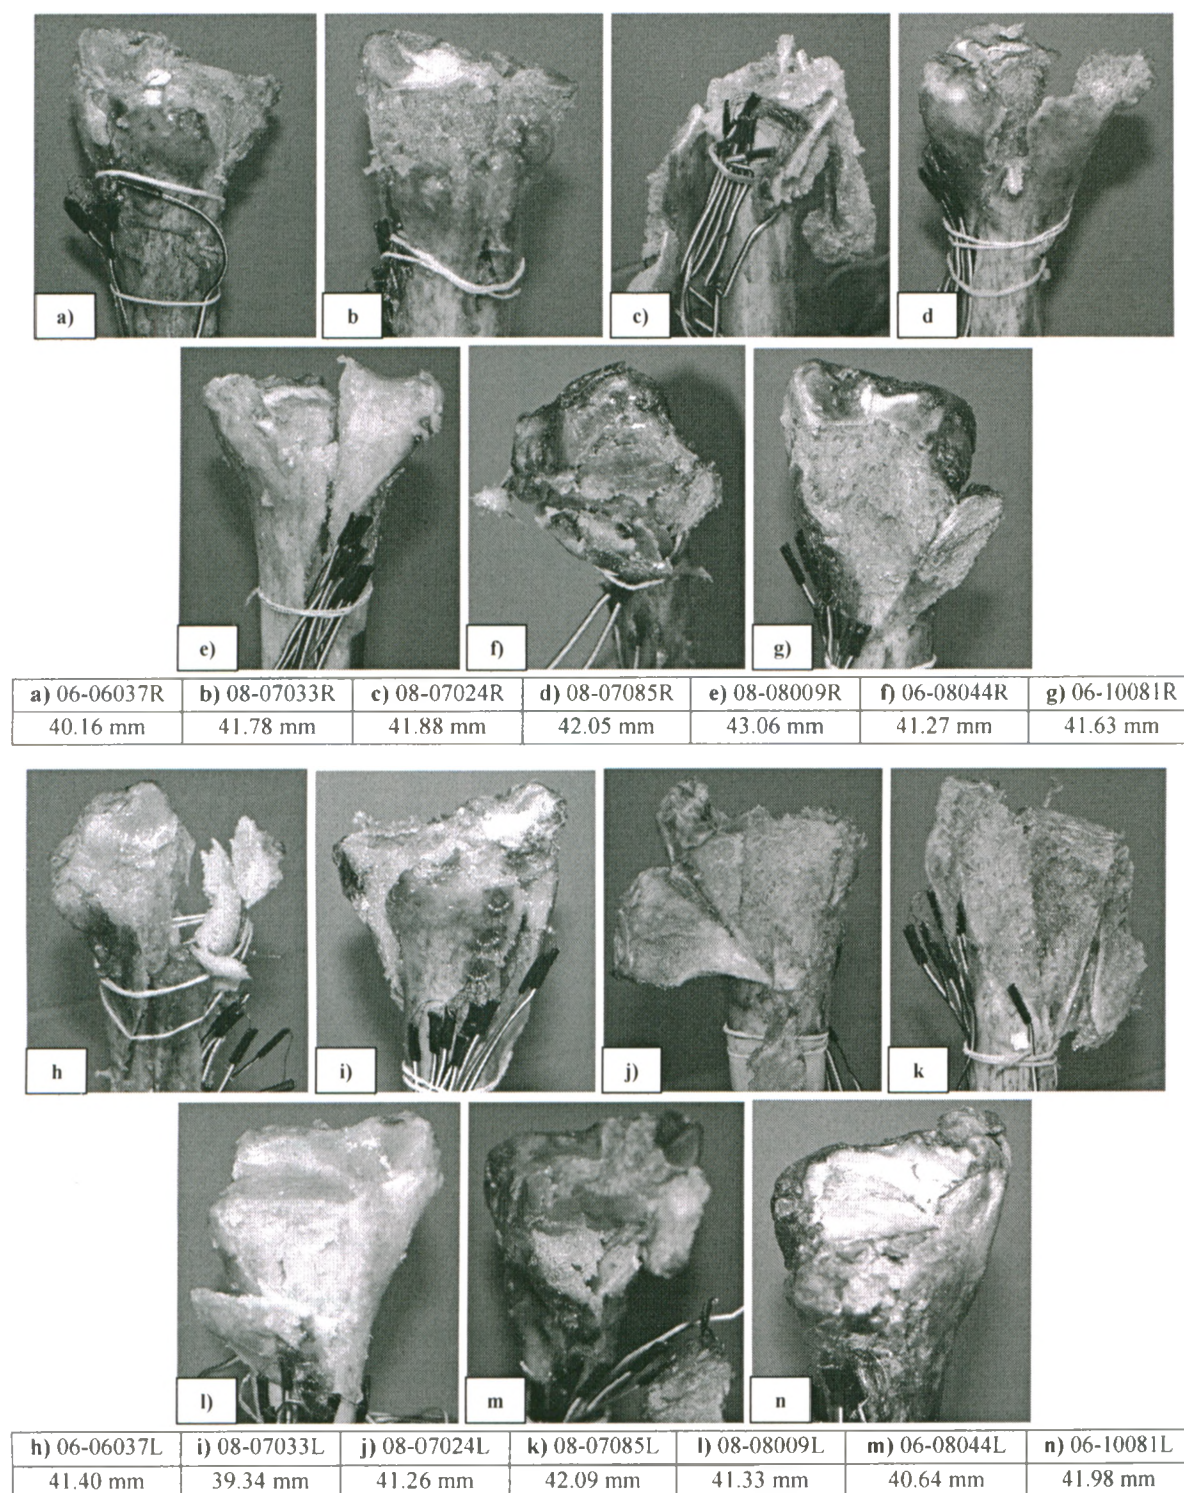 a)
b
c)
d
e)
f)
g)
a) 06-06037R b) 08-07033R c) 08-07024R d) 08-07085R e) 08-08009R f) 06-08044R g) 06-10081R
40.16 mm 41.78 mm 41.88 mm 42.05 mm 43.06 mm 41.27 mm 41.63 mm
h
i)
j)
k
l)
m
n
h) 06-06037L i) 08-07033L j) 08-07024L k) 08-07085L l) 08-08009L m) 06-08044L n) 06-10081L
41.40 mm 39.34 mm 41.26 mm 42.09 mm 41.33 mm 40.64 mm 41.98 mm